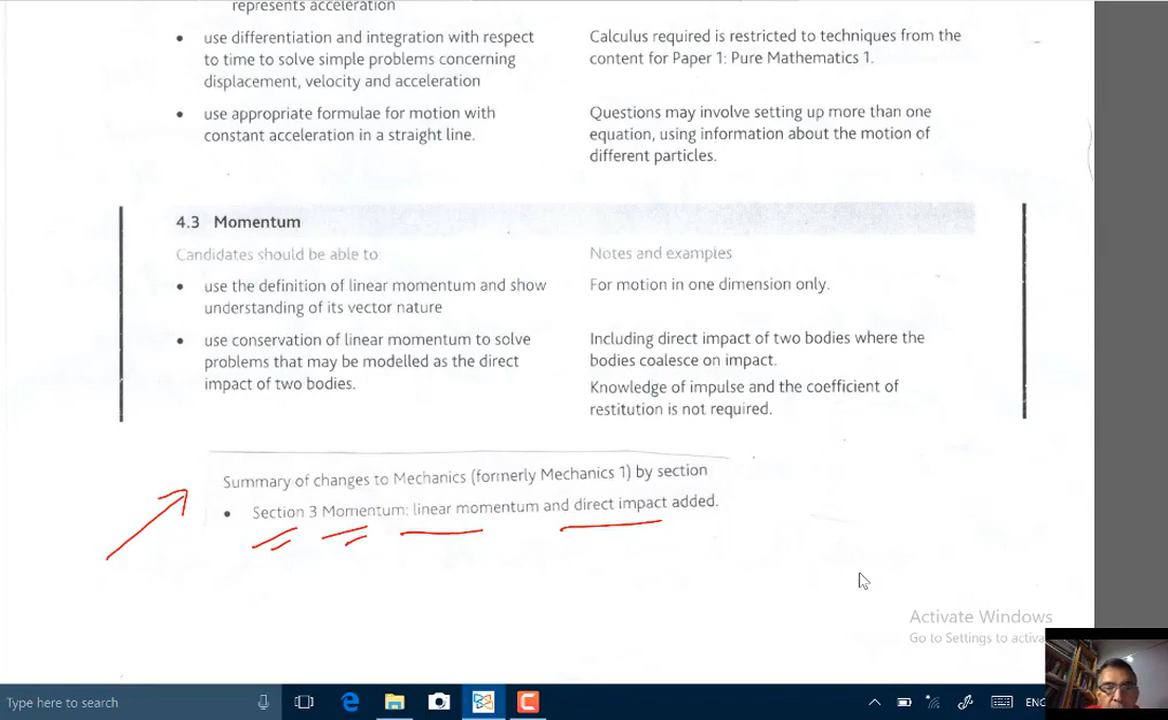 represents acceleration
• use differentiation and integration with respect
to time to solve simple problems concerning
displacement, velocity and acceleration
Calculus required is restricted to techniques from the
content for Paper 1: Pure Mathematics 1.
• use appropriate formulae for motion with
constant acceleration in a straight line.
Questions may involve setting up more than one
equation, using information about the motion of
different particles.
4.3 Momentum
Candidates should be able to:
Notes and examples
• use the definition of linear momentum and show
understanding of its vector nature
For motion in one dimension only.
• use conservation of linear momentum to solve
problems that may be modelled as the direct
impact of two bodies.
Including direct impact of two bodies where the
bodies coalesce on impact.
Knowledge of impulse and the coefficient of
restitution is not required.
Summary of changes to Mechanics (formerly Mechanics 1) by section
• Section 3 Momentum: linear momentum and direct impact added.
Activate Windows
Go to Settings to activa
Type here to search
ENG